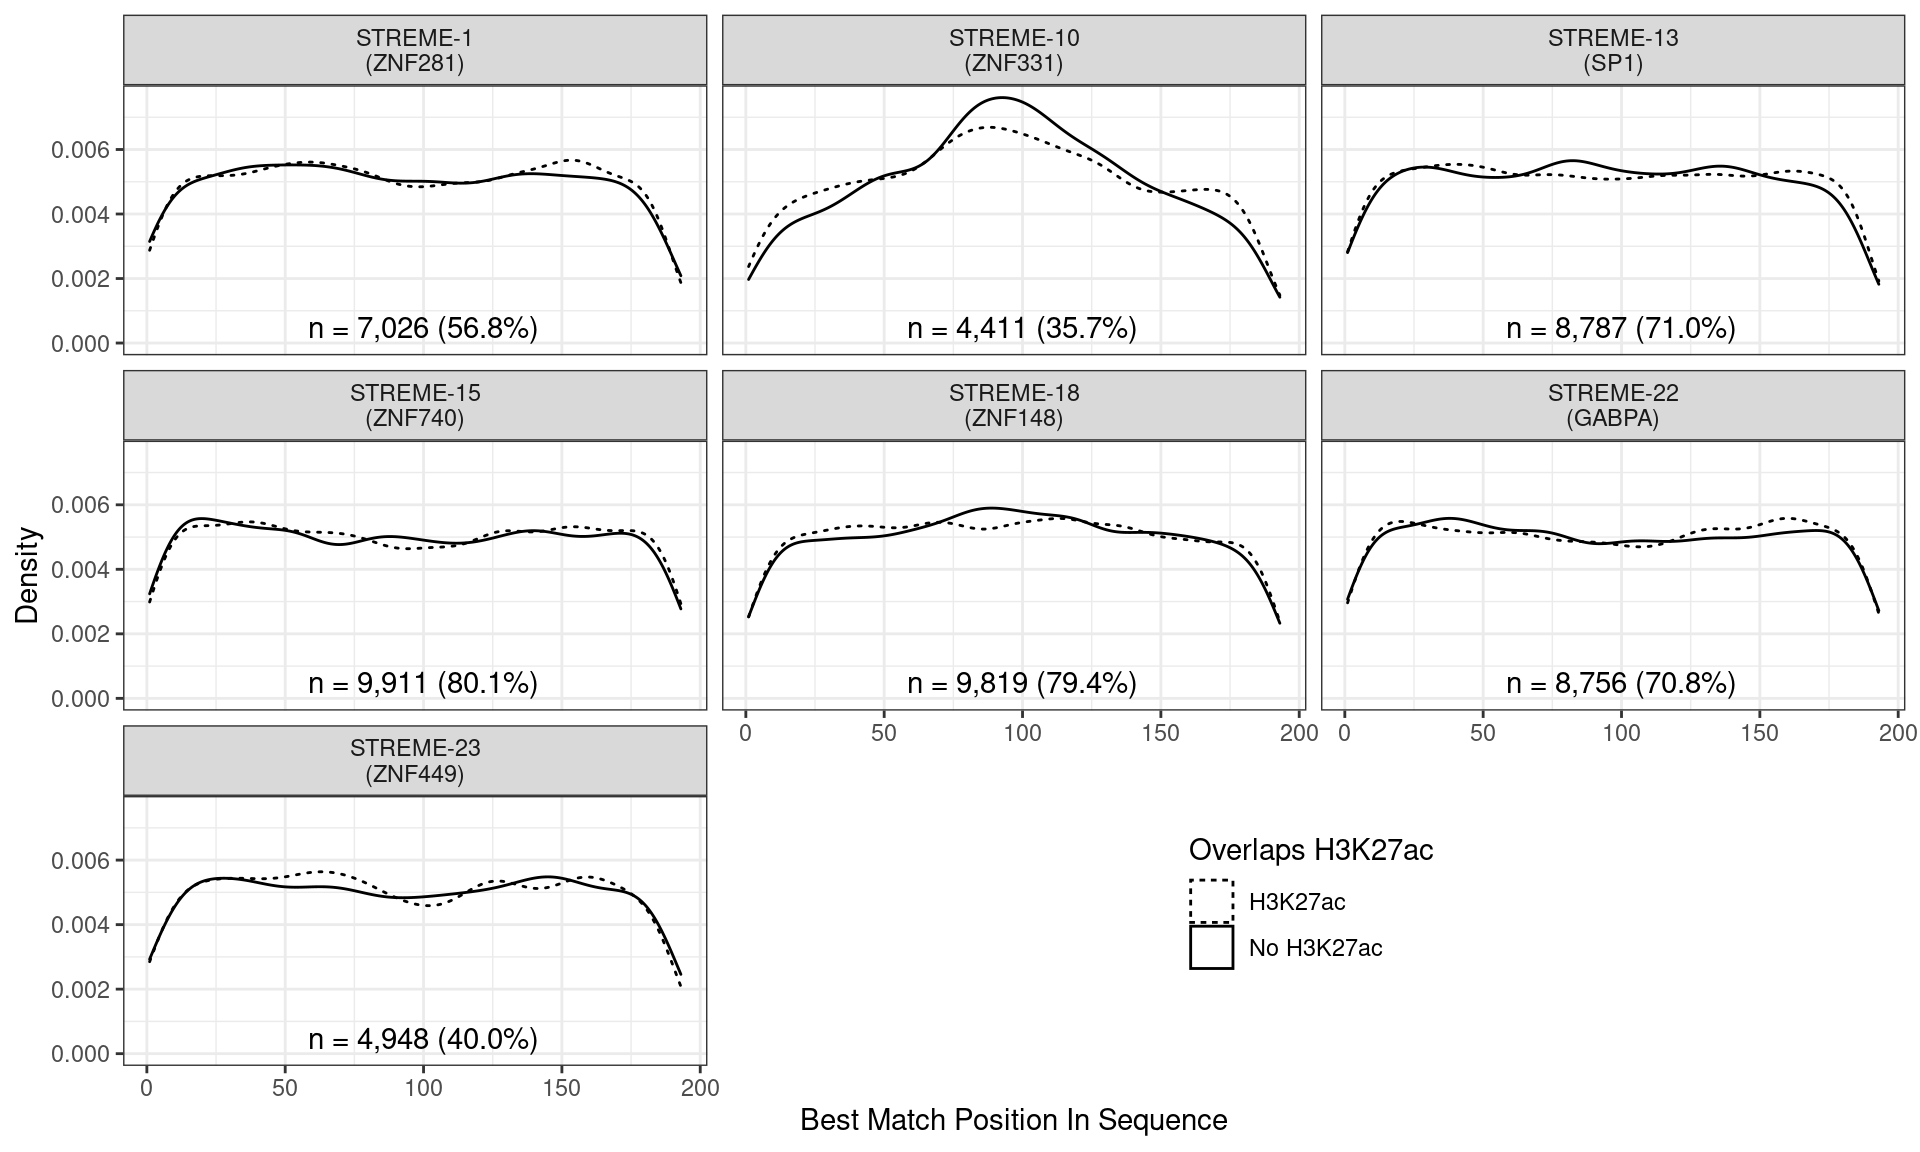 STREME-1
(ZNF281)
STREME-10
(ZNF331)
STREME-13
(SP1)
0.006
0.004
0.002
0.000
n = 7,026 (56.8%)
n = 4,411 (35.7%)
n = 8,787 (71.0%)
STREME-15
(ZNF740)
STREME-18
(ZNF148)
STREME-22
(GABPA)
0.006
0.004
0.002
0.000
n = 9,911 (80.1%)
n = 9,819 (79.4%)
n = 8,756 (70.8%)
0 50 100 150 200
0 50 100 150 200
STREME-23
(ZNF449)
0.006
0.004
0.002
0.000
n = 4,948 (40.0%)
0 50 100 150 200
Density
Best Match Position In Sequence
Overlaps H3K27ac
H3K27ac
No H3K27ac